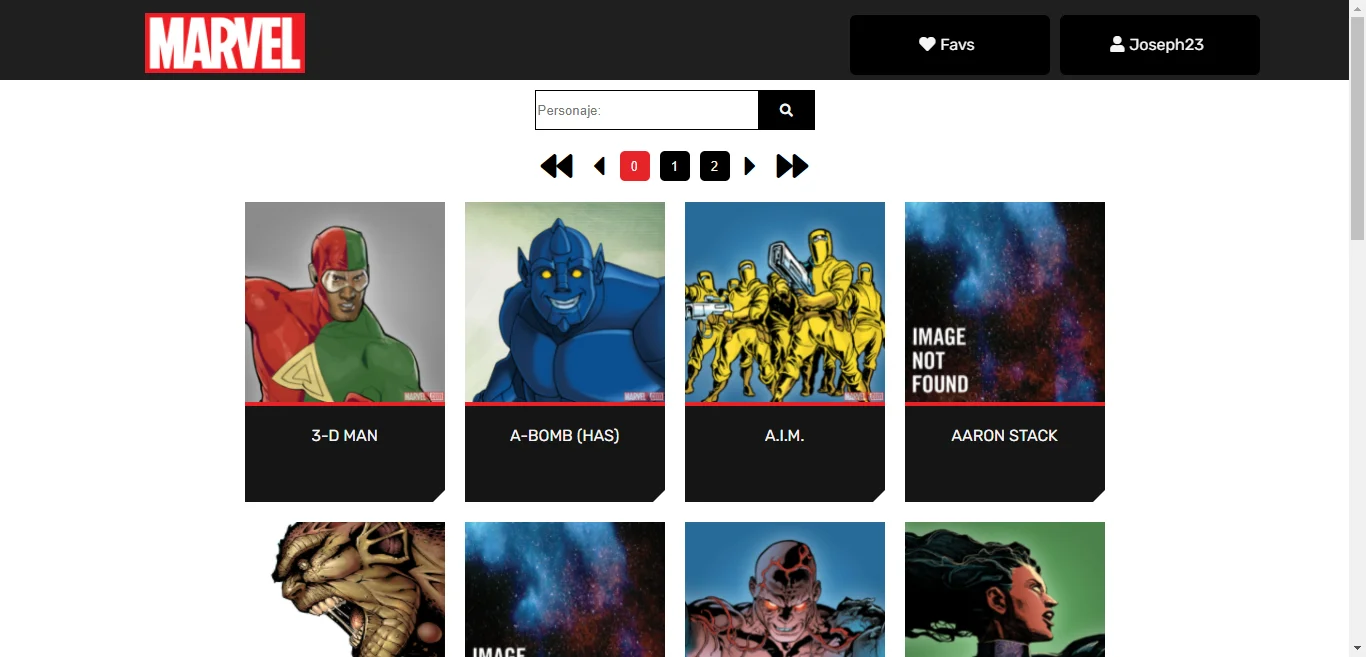 MARVEL
Favs
Joseph23
Personaje:
0
1
2
IMAGE
NOT
FOUND
3-D MAN
A-BOMB (HAS)
A.I.M.
AARON STACK
IMAGE